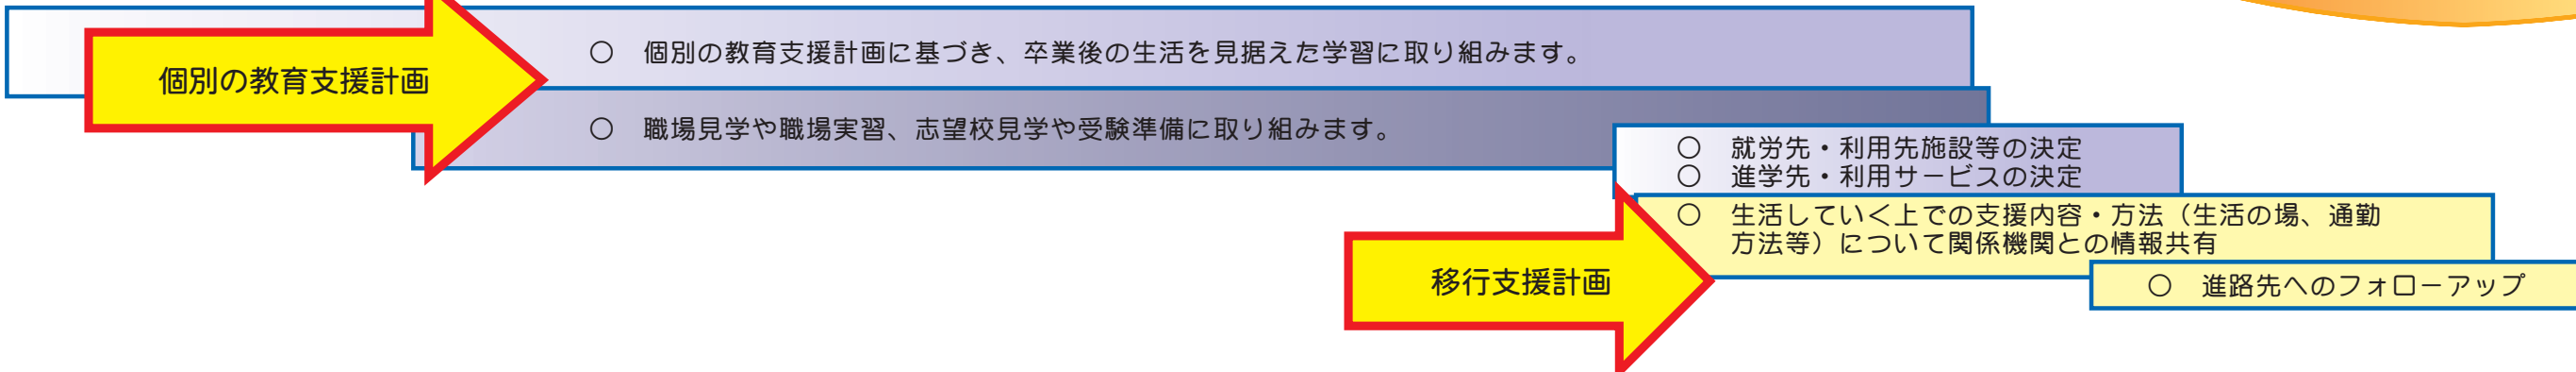 個別の教育支援計画
○ 個別の教育支援計画に基づき、卒業後の生活を見据えた学習に取り組みます。
○ 職場見学や職場実習、志望校見学や受験準備に取り組みます。
○ 就労先・利用先施設等の決定
○ 進学先・利用サービスの決定
○ 生活していく上での支援内容・方法（生活の場、通勤
方法等）について関係機関との情報共有
移行支援計画
○ 進路先へのフォローアップ